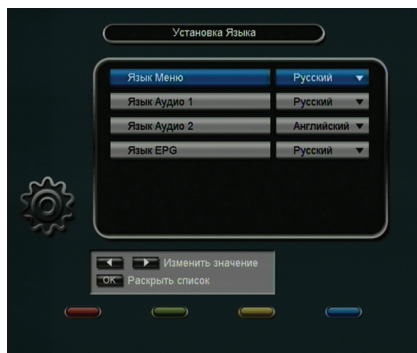 Установка Языка
Язык Меню Русский
Язык Аудио 1 Русский
Язык Аудио 2 Английский
Язык EPG Русский
Изменить значение
OK Раскрыть список